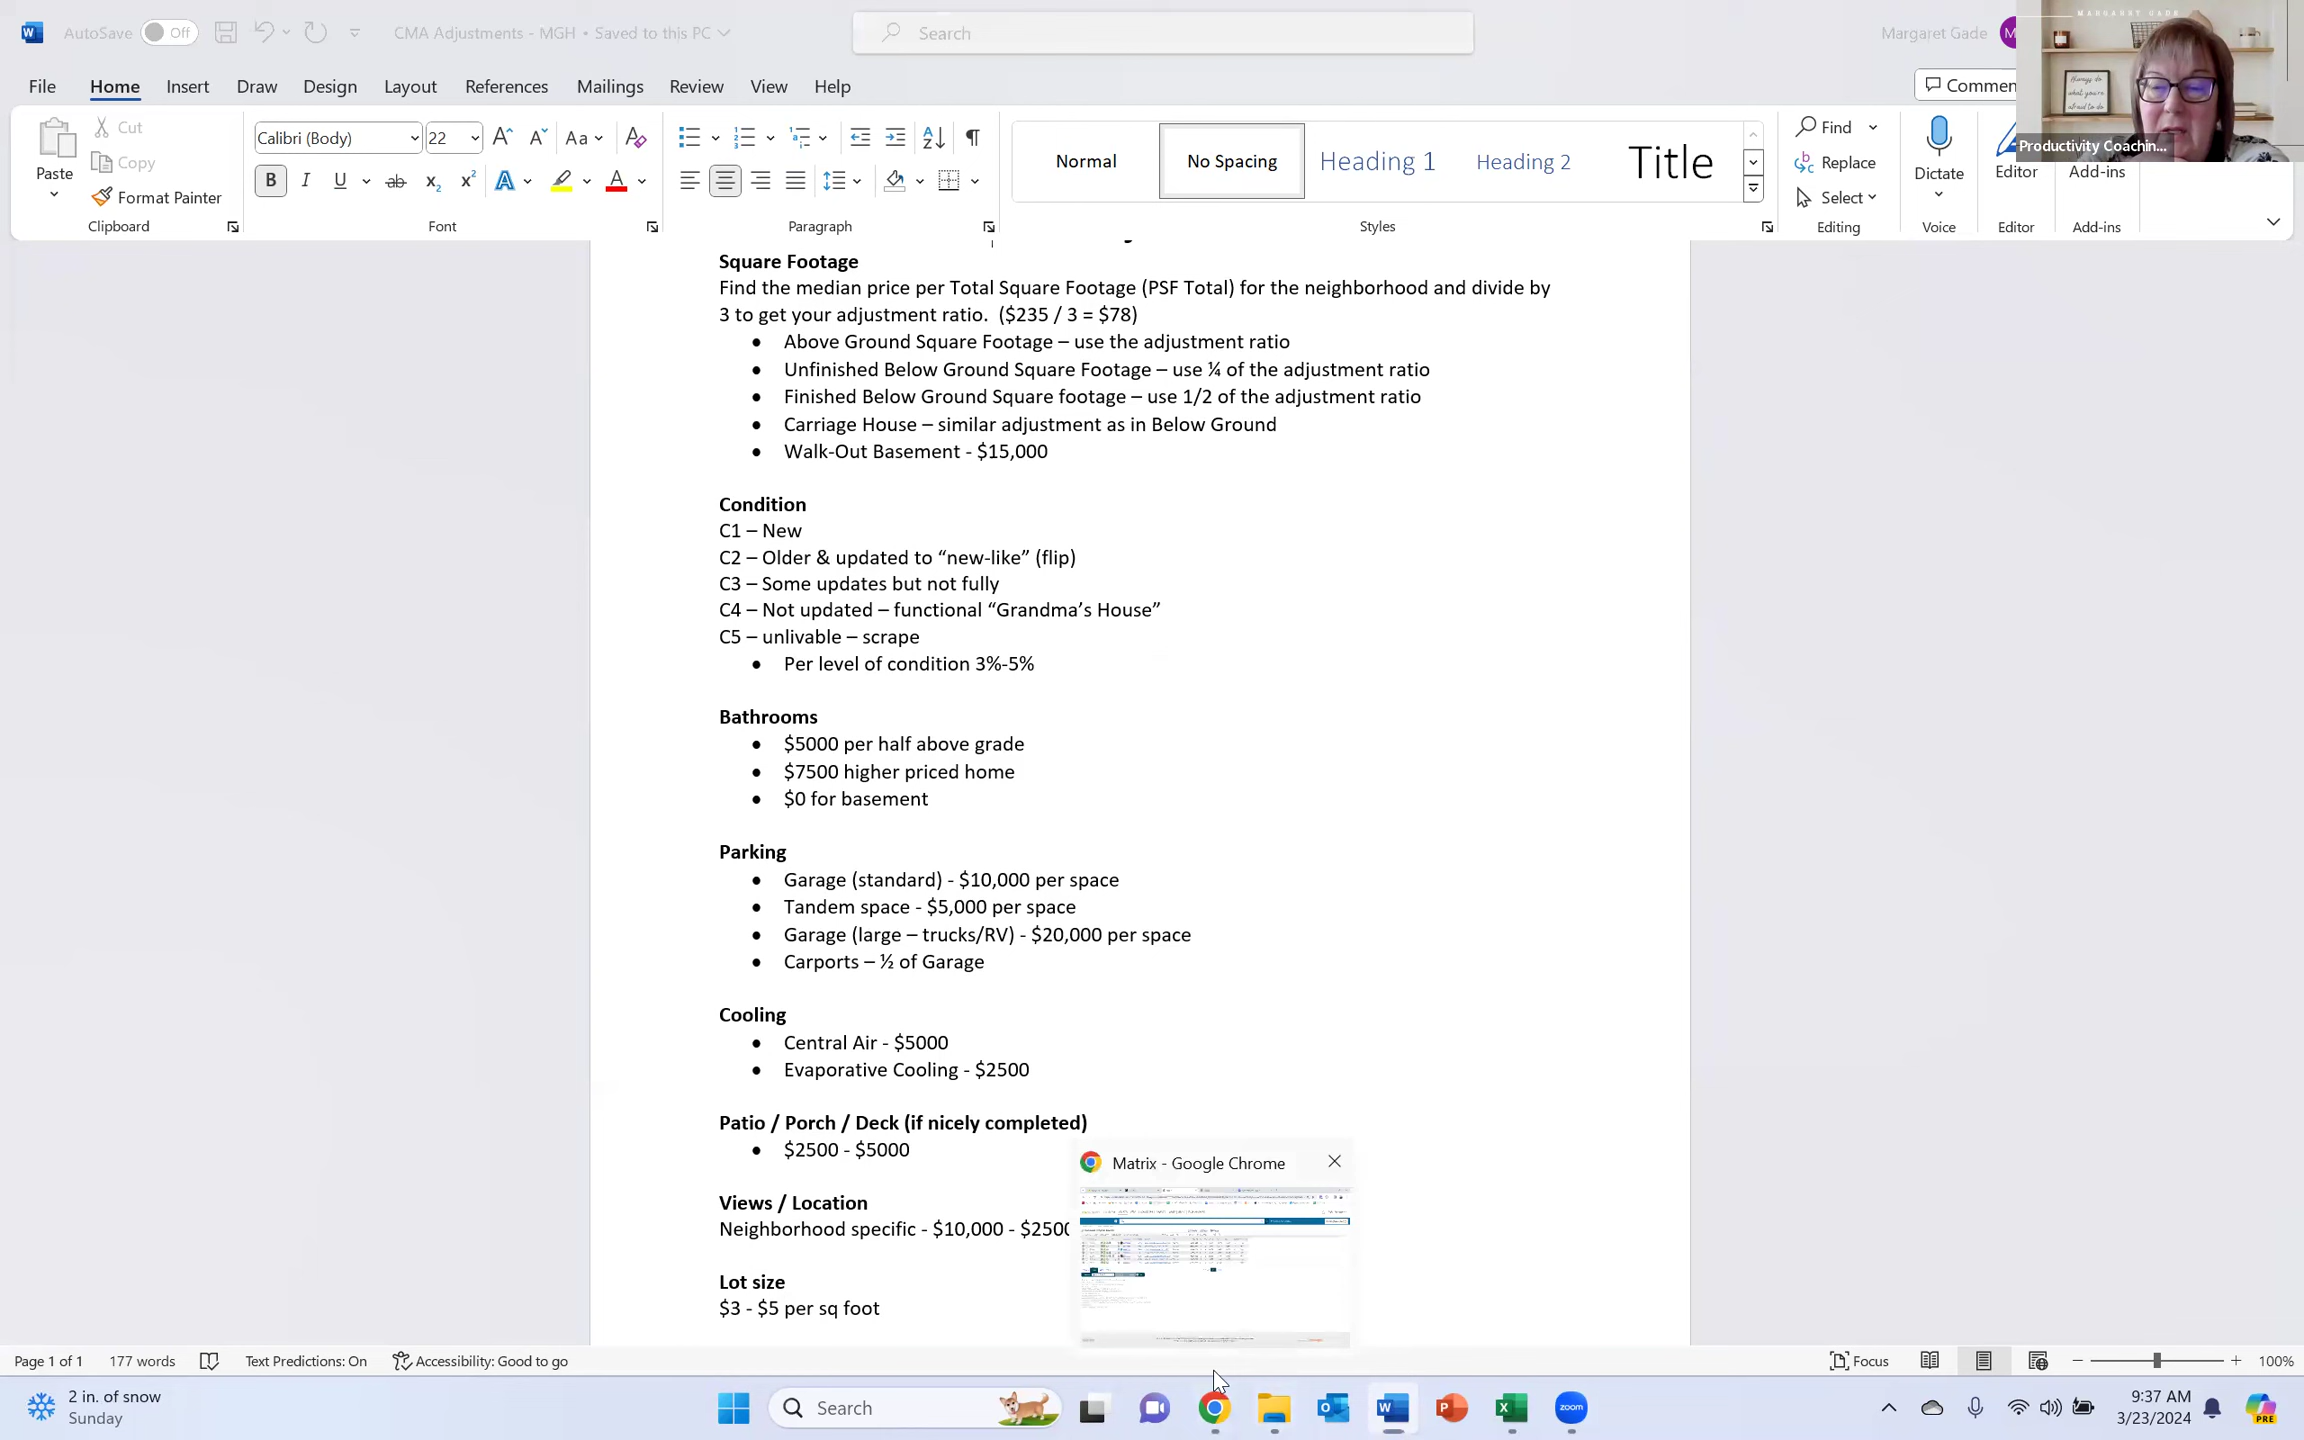 AutoSave Off CMA Adjustments - MGH • Saved to this PC Search Margaret Gade M
MARGARET GADE
Always do what you're afraid to do
Productivity Coachin...
File Home Insert Draw Design Layout References Mailings Review View Help Commen
Paste Cut Copy Format Painter Clipboard
Calibri (Body) 22 Font
Paragraph
Normal No Spacing Heading 1 Heading 2 Title Styles
Find Replace Select Editing
Dictate Voice
Editor Editor
Add-ins Add-ins
Square Footage
Find the median price per Total Square Footage (PSF Total) for the neighborhood and divide by
3 to get your adjustment ratio. ($235 / 3 = $78)
• Above Ground Square Footage – use the adjustment ratio
• Unfinished Below Ground Square Footage – use ¼ of the adjustment ratio
• Finished Below Ground Square footage – use 1/2 of the adjustment ratio
• Carriage House – similar adjustment as in Below Ground
• Walk-Out Basement - $15,000
Condition
C1 – New
C2 – Older & updated to “new-like” (flip)
C3 – Some updates but not fully
C4 – Not updated – functional “Grandma’s House”
C5 – unlivable – scrape
• Per level of condition 3%-5%
Bathrooms
• $5000 per half above grade
• $7500 higher priced home
• $0 for basement
Parking
• Garage (standard) - $10,000 per space
• Tandem space - $5,000 per space
• Garage (large – trucks/RV) - $20,000 per space
• Carports – ½ of Garage
Cooling
• Central Air - $5000
• Evaporative Cooling - $2500
Patio / Porch / Deck (if nicely completed)
• $2500 - $5000
Matrix - Google Chrome
Views / Location
Neighborhood specific - $10,000 - $2500
Lot size
$3 - $5 per sq foot
Page 1 of 1 177 words Text Predictions: On Accessibility: Good to go Focus 100%
2 in. of snow
Sunday
Search
zoom
9:37 AM
3/23/2024
PRE